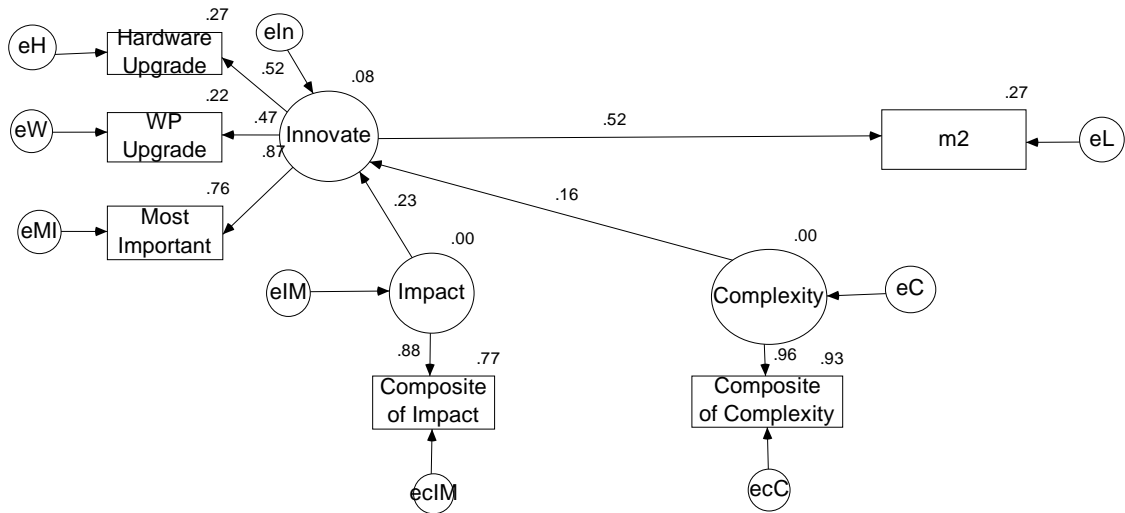 .27
eH
Hardware
Upgrade
eIn
.52
.08
.22
eW
WP
Upgrade
.47
Innovate
.52
.27
m2
eL
.87
.76
eMI
Most
Important
.23
.16
.00
.00
eIM
Impact
Complexity
eC
.88
.77
.96
.93
Composite
of Impact
Composite
of Complexity
ecIM
ecC